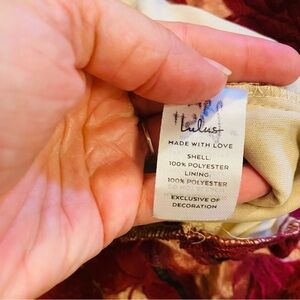 Lulus
MADE WITH LOVE
SHELL:
100% POLYESTER
LINING:
100% POLYESTER
EXCLUSIVE OF
DECORATION